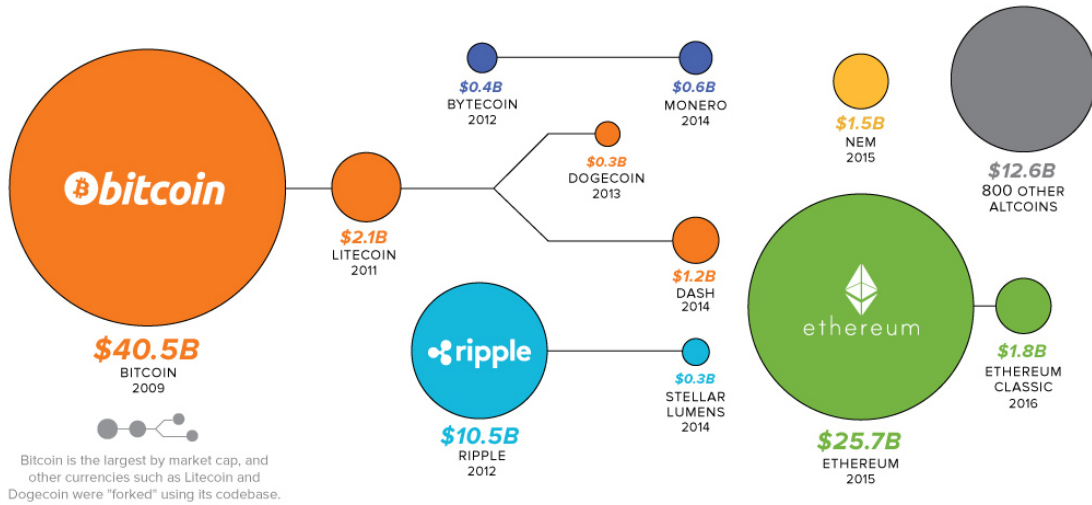 bitcoin
$40.5B
BITCOIN
2009
Bitcoin is the largest by market cap, and
other currencies such as Litecoin and
Dogecoin were "forked" using its codebase.
$2.1B
LITECOIN
2011
$0.4B
BYTECOIN
2012
$0.6B
MONERO
2014
$0.3B
DOGECOIN
2013
$1.2B
DASH
2014
ripple
$10.5B
RIPPLE
2012
$0.3B
STELLAR
LUMENS
2014
$1.5B
NEM
2015
$12.6B
800 OTHER
ALTCOINS
ethereum
$25.7B
ETHEREUM
2015
$1.8B
ETHEREUM
CLASSIC
2016